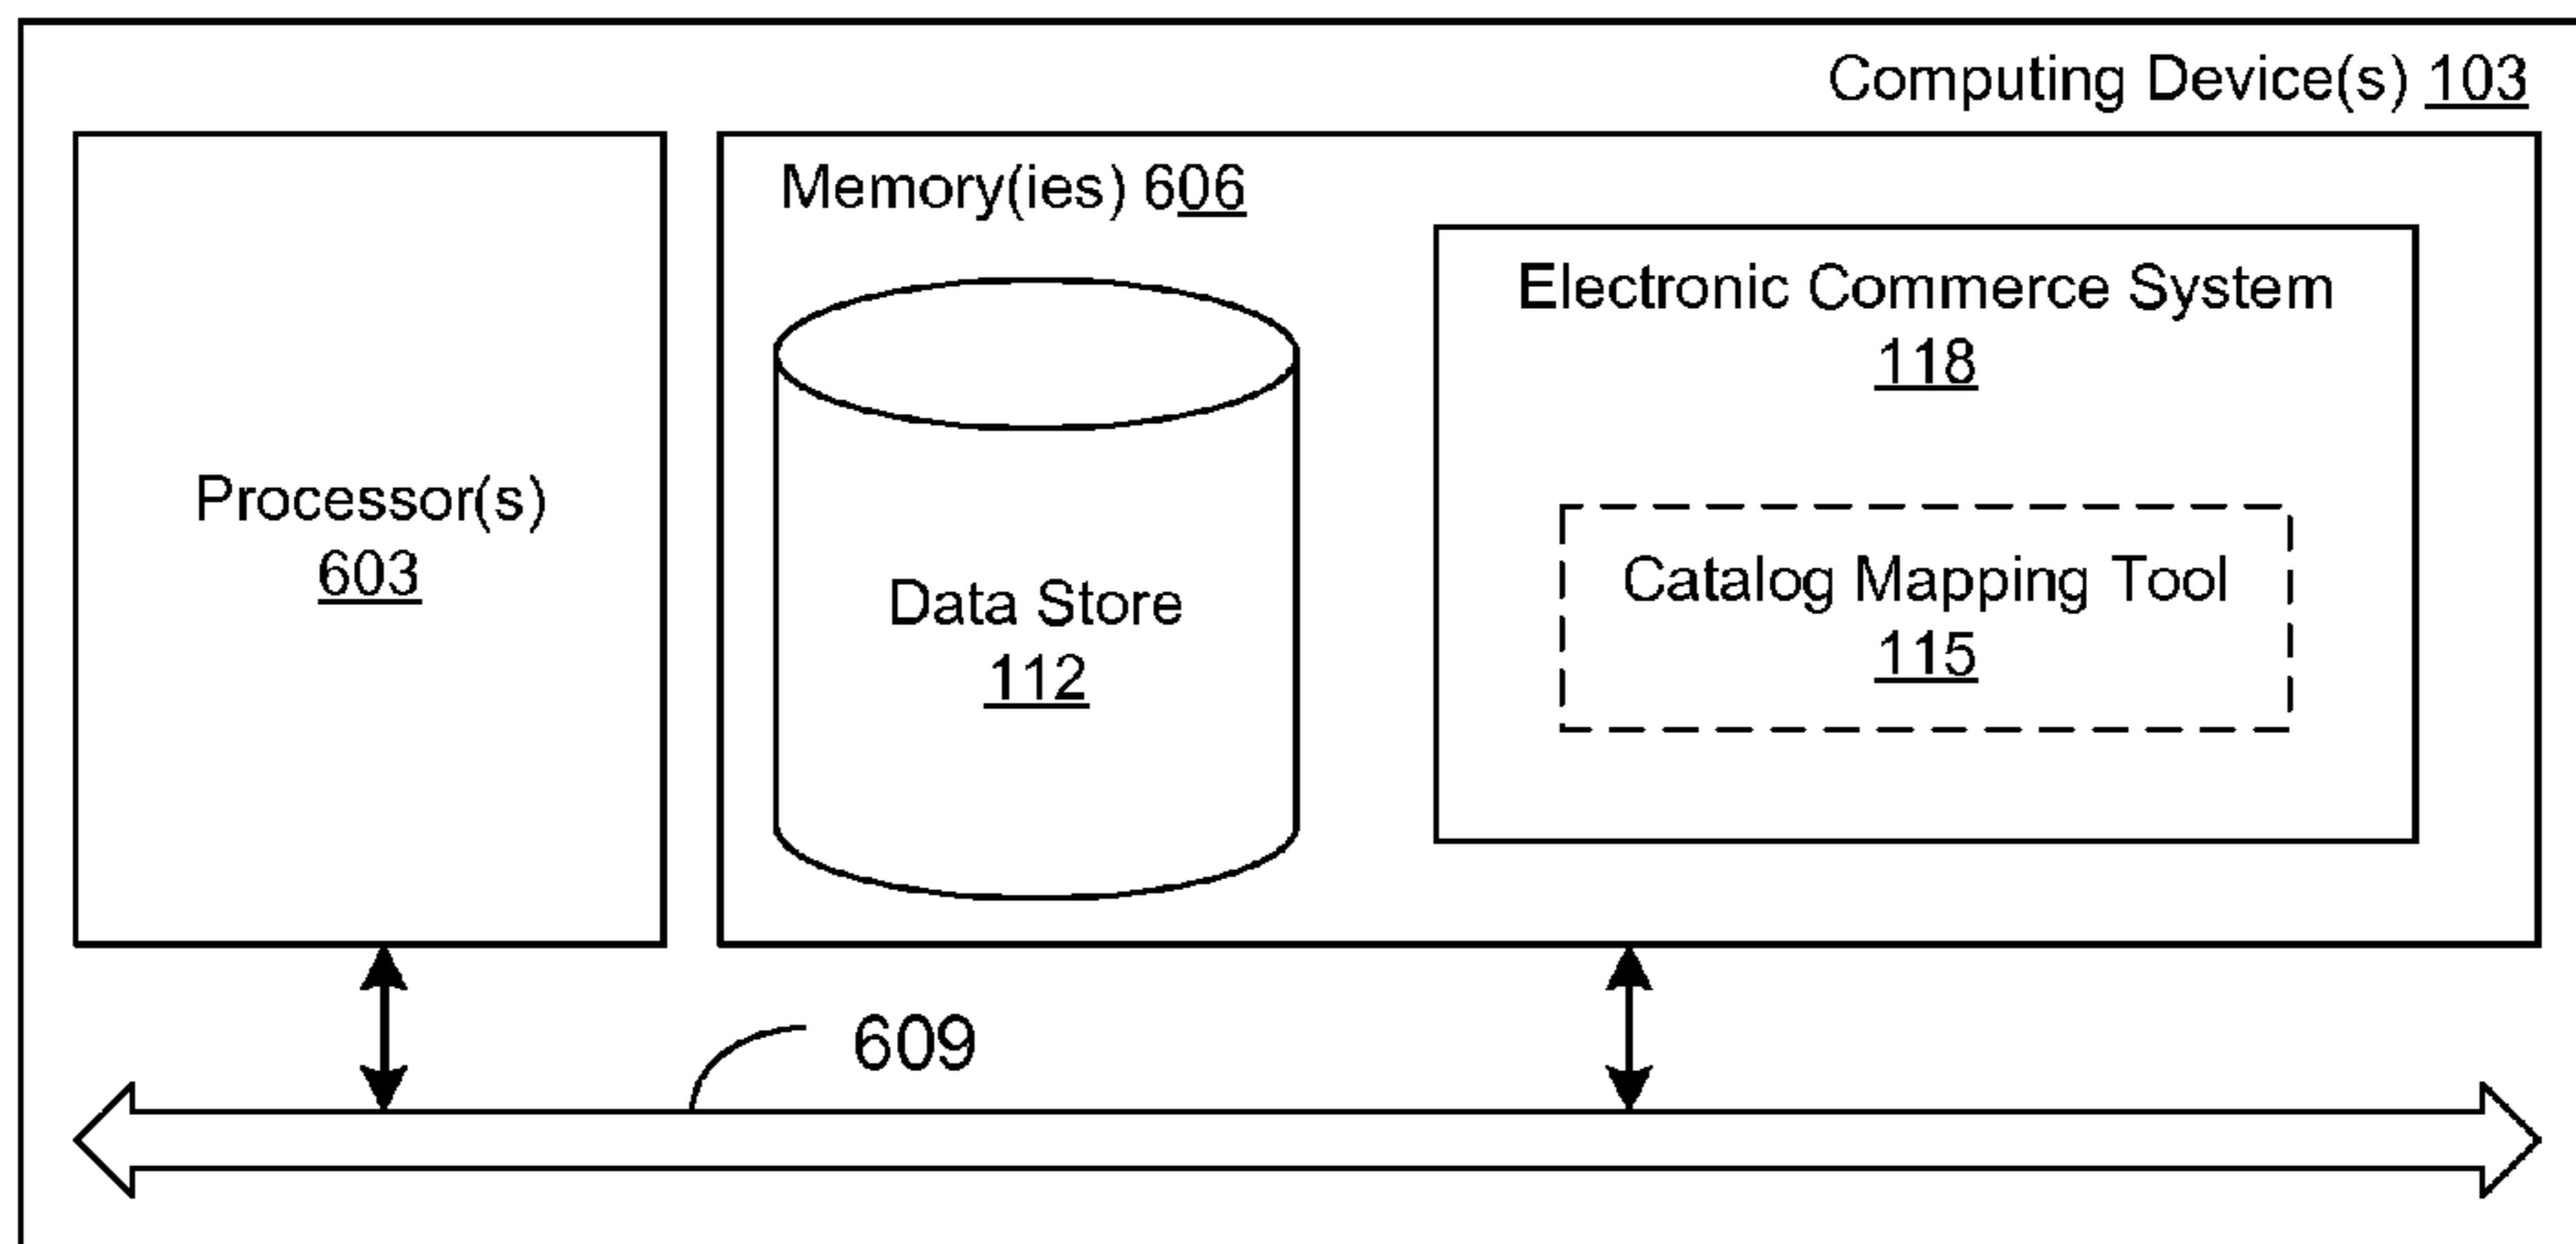 Computing Device(s) 103
Memory(ies) 606
Electronic Commerce System
118
Processor(s)
603
Data Store
112
Catalog Mapping Tool
115
609